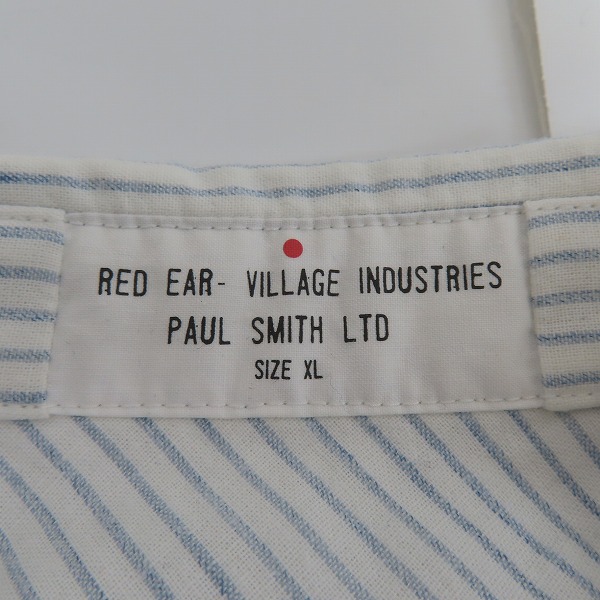 RED EAR- VILLAGE INDUSTRIES
PAUL SMITH LTD
SIZE XL